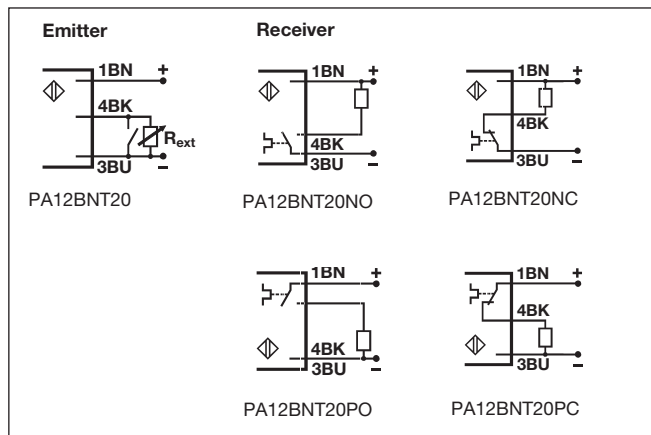 Emitter
Receiver
1BN +
4BK
Rext
3BU −
PA12BNT20
1BN +
4BK
3BU −
PA12BNT20NO
1BN +
4BK
3BU −
PA12BNT20NC
1BN +
4BK
3BU −
PA12BNT20PO
1BN +
4BK
3BU −
PA12BNT20PC